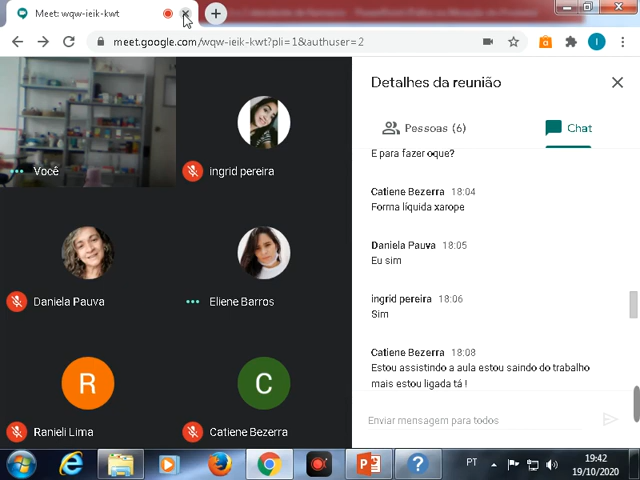 Meet: wqw-ieik-kwt
meet.google.com/wqw-ieik-kwt?pli=1&authuser=2
I
Você
ingrid pereira
Daniela Pauva
Eliene Barros
R
Ranieli Lima
C
Catiene Bezerra
Detalhes da reunião
Pessoas (6)
Chat
E para fazer oque?
Catiene Bezerra 18:04
Forma líquida xarope
Daniela Pauva 18:05
Eu sim
ingrid pereira 18:06
Sim
Catiene Bezerra 18:08
Estou assistindo a aula estou saindo do trabalho
mais estou ligada tá !
Enviar mensagem para todos
PT
19:42
19/10/2020